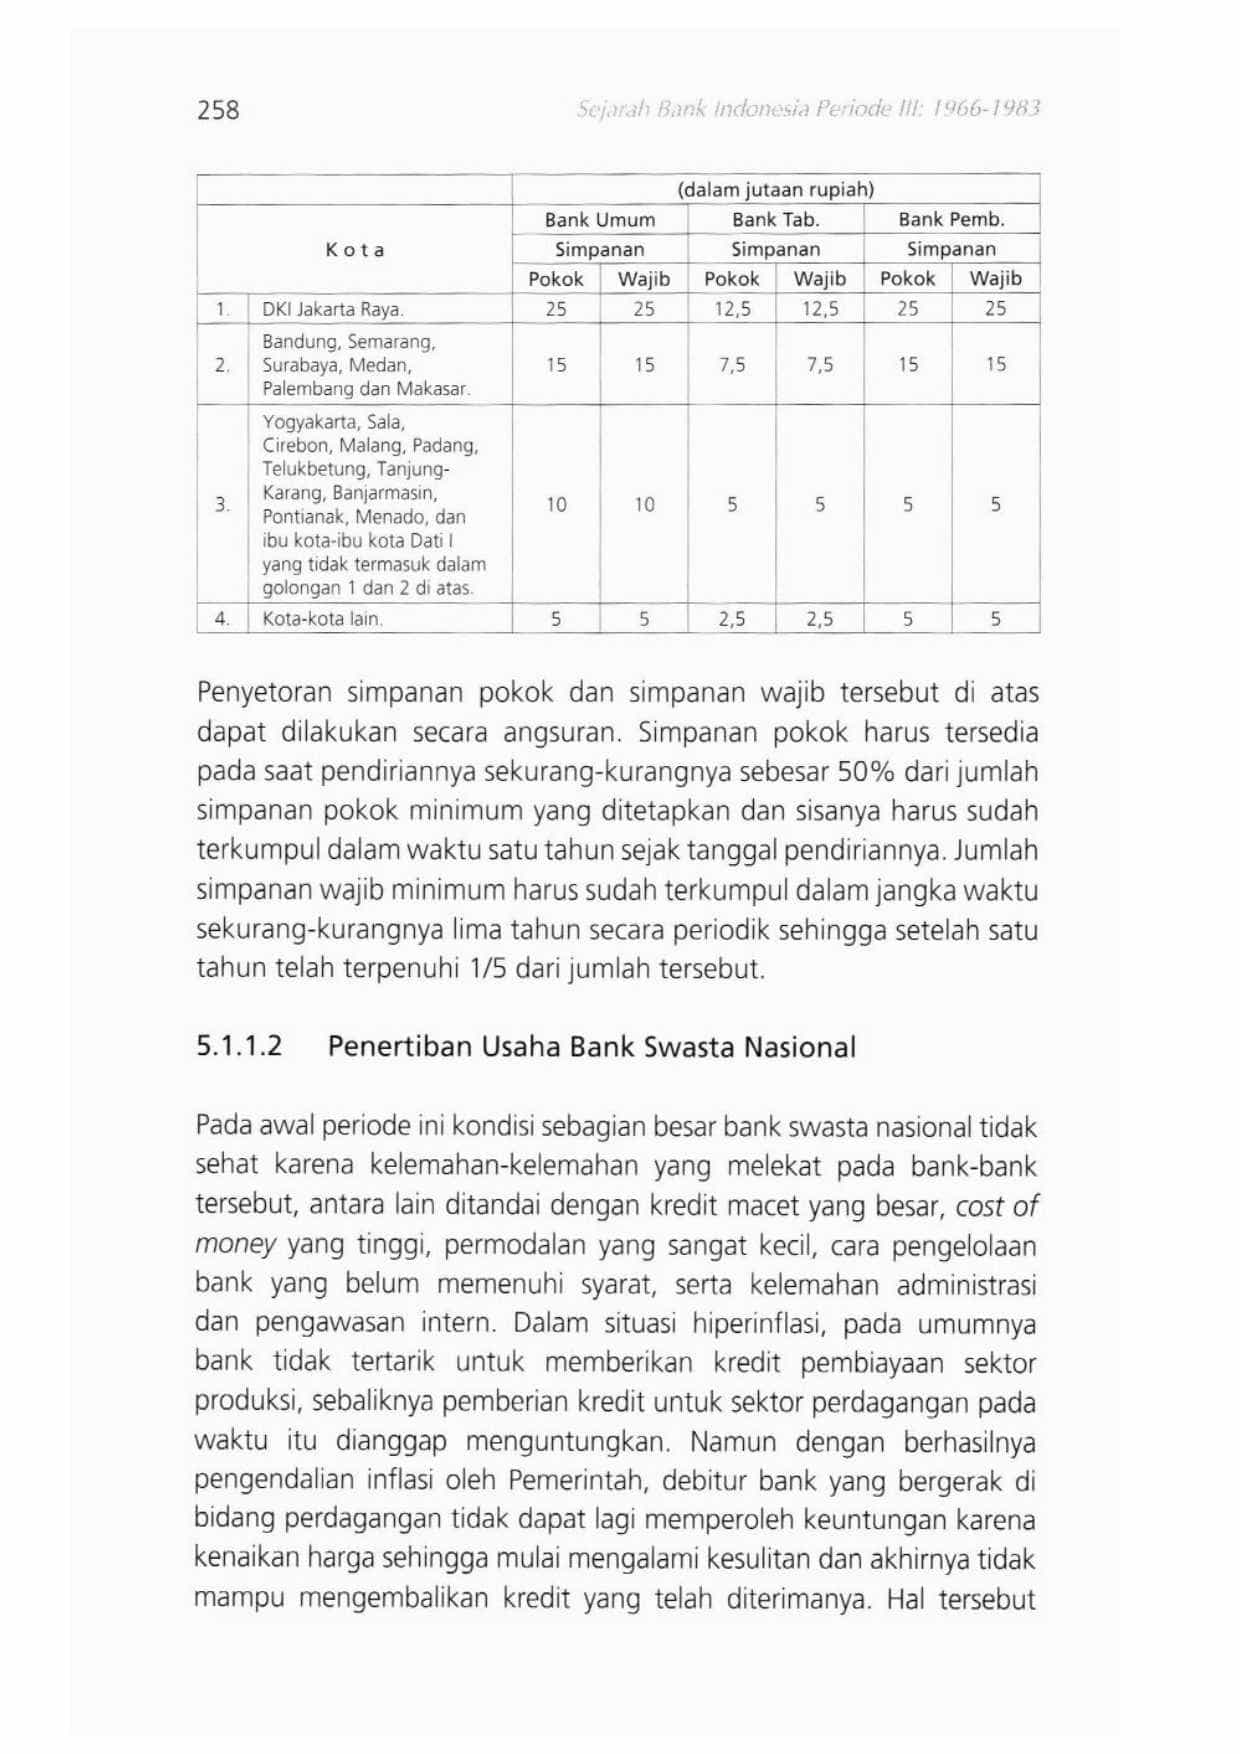 258
Sejarah Bank Indonesia Periode III: 1966-1983
(dalam jutaan rupiah)
Kota
Bank Umum Bank Tab. Bank Pemb.
Simpanan Simpanan Simpanan
Pokok Wajib Pokok Wajib Pokok Wajib
1. DKI Jakarta Raya. 25 25 12,5 12,5 25 25
2. Bandung, Semarang,
Surabaya, Medan,
Palembang dan Makasar. 15 15 7,5 7,5 15 15
3. Yogyakarta, Sala,
Cirebon, Malang, Padang,
Telukbetung, Tanjung-
Karang, Banjarmasin,
Pontianak, Menado, dan
ibu kota-ibu kota Dati I
yang tidak termasuk dalam
golongan 1 dan 2 di atas. 10 10 5 5 5 5
4. Kota-kota lain. 5 5 2,5 2,5 5 5
Penyetoran simpanan pokok dan simpanan wajib tersebut di atas
dapat dilakukan secara angsuran. Simpanan pokok harus tersedia
pada saat pendiriannya sekurang-kurangnya sebesar 50% dari jumlah
simpanan pokok minimum yang ditetapkan dan sisanya harus sudah
terkumpul dalam waktu satu tahun sejak tanggal pendiriannya. Jumlah
simpanan wajib minimum harus sudah terkumpul dalam jangka waktu
sekurang-kurangnya lima tahun secara periodik sehingga setelah satu
tahun telah terpenuhi 1/5 dari jumlah tersebut.
5.1.1.2 Penertiban Usaha Bank Swasta Nasional
Pada awal periode ini kondisi sebagian besar bank swasta nasional tidak
sehat karena kelemahan-kelemahan yang melekat pada bank-bank
tersebut, antara lain ditandai dengan kredit macet yang besar, cost of
money yang tinggi, permodalan yang sangat kecil, cara pengelolaan
bank yang belum memenuhi syarat, serta kelemahan administrasi
dan pengawasan intern. Dalam situasi hiperinflasi, pada umumnya
bank tidak tertarik untuk memberikan kredit pembiayaan sektor
produksi, sebaliknya pemberian kredit untuk sektor perdagangan pada
waktu itu dianggap menguntungkan. Namun dengan berhasilnya
pengendalian inflasi oleh Pemerintah, debitur bank yang bergerak di
bidang perdagangan tidak dapat lagi memperoleh keuntungan karena
kenaikan harga sehingga mulai mengalami kesulitan dan akhirnya tidak
mampu mengembalikan kredit yang telah diterimanya. Hal tersebut